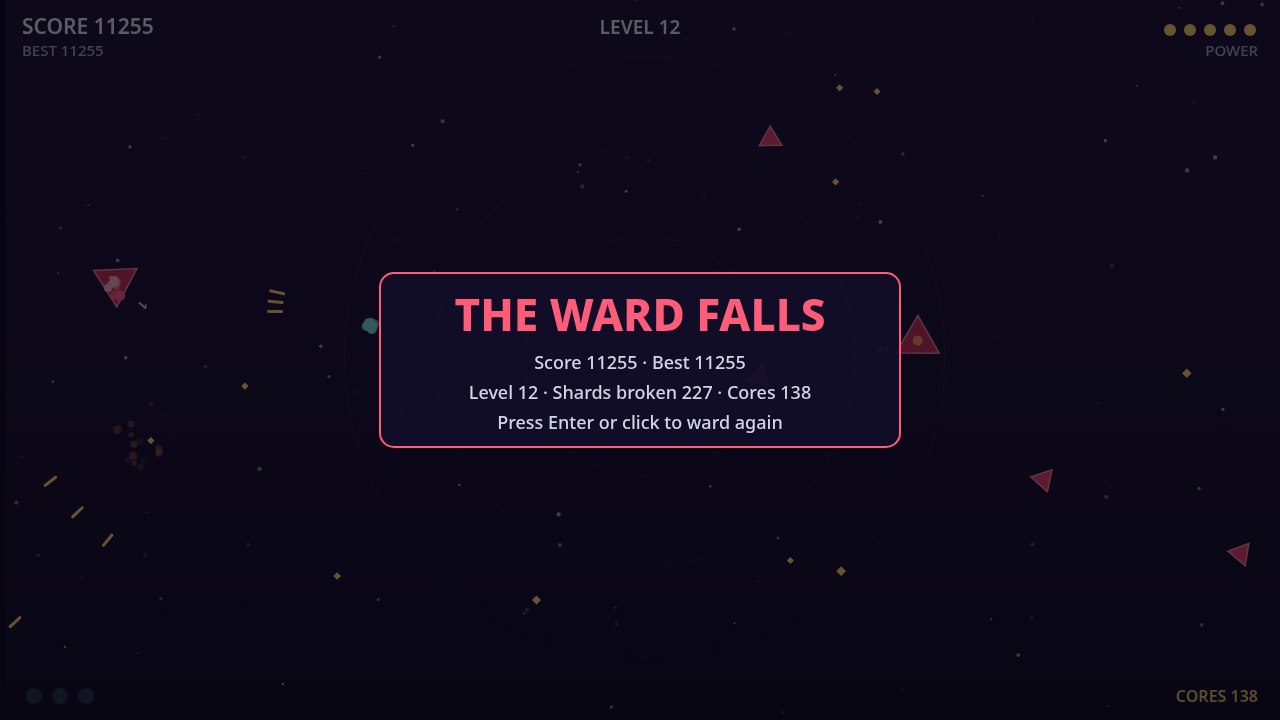 SCORE 11255
BEST 11255
LEVEL 12
POWER
THE WARD FALLS
Score 11255 · Best 11255
Level 12 · Shards broken 227 · Cores 138
Press Enter or click to ward again
CORES 138